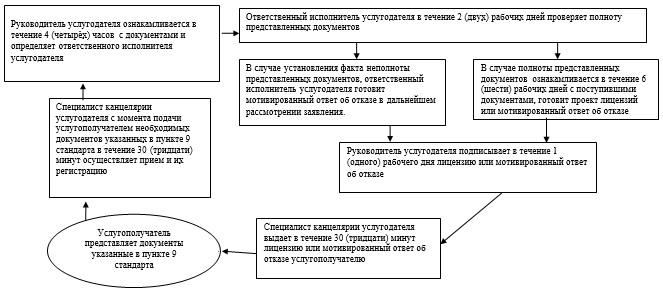 Руководитель услугодателя ознакамливается в
течение 4 (четырёх) часов с документами и
определяет ответственного исполнителя
услугодателя
Ответственный исполнитель услугодателя в течение 2 (двух) рабочих дней проверяет полноту
представленных документов
В случае установления факта неполноты
представленных документов, ответственный
исполнитель услугодателя готовит
мотивированный ответ об отказе в дальнейшем
рассмотрении заявления.
В случае полноты представленных
документов ознакамливается в течение 6
(шести) рабочих дней с поступившими
документами, готовит проект лицензий
или мотивированный ответ об отказе
Специалист канцелярии
услугодателя с момента подачи
услугополучателем необходимых
документов указанных в пункте 9
стандарта в течение 30 (тридцати)
минут осуществляет прием и их
регистрацию
Руководитель услугодателя подписывает в течение 1
(одного) рабочего дня лицензию или мотивированный ответ
об отказе
Специалист канцелярии услугодателя
выдает в течение 30 (тридцати) минут
лицензию или мотивированный ответ об
отказе услугополучателю
Услугополучатель
представляет документы
указанные в пункте 9
стандарта